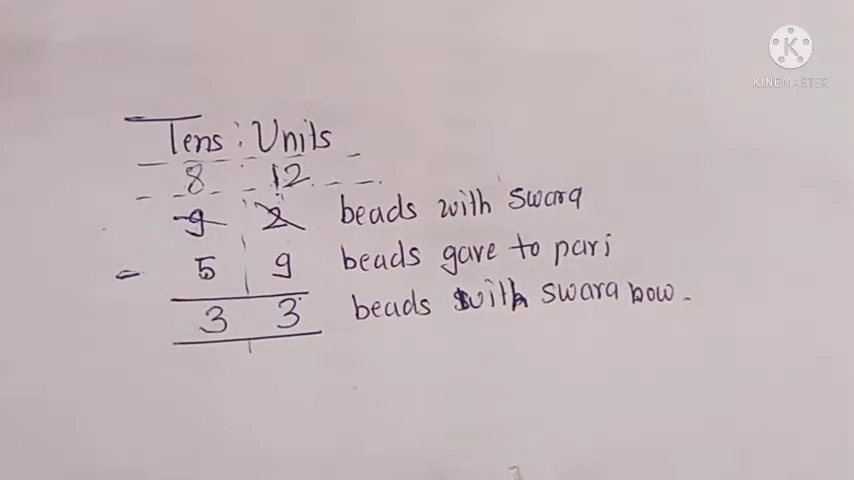 K
KINEMASTER
Tens Units
8 12
9 2 beads with swara
- 5 9 beads gave to pari
3 3 beads with swara now.